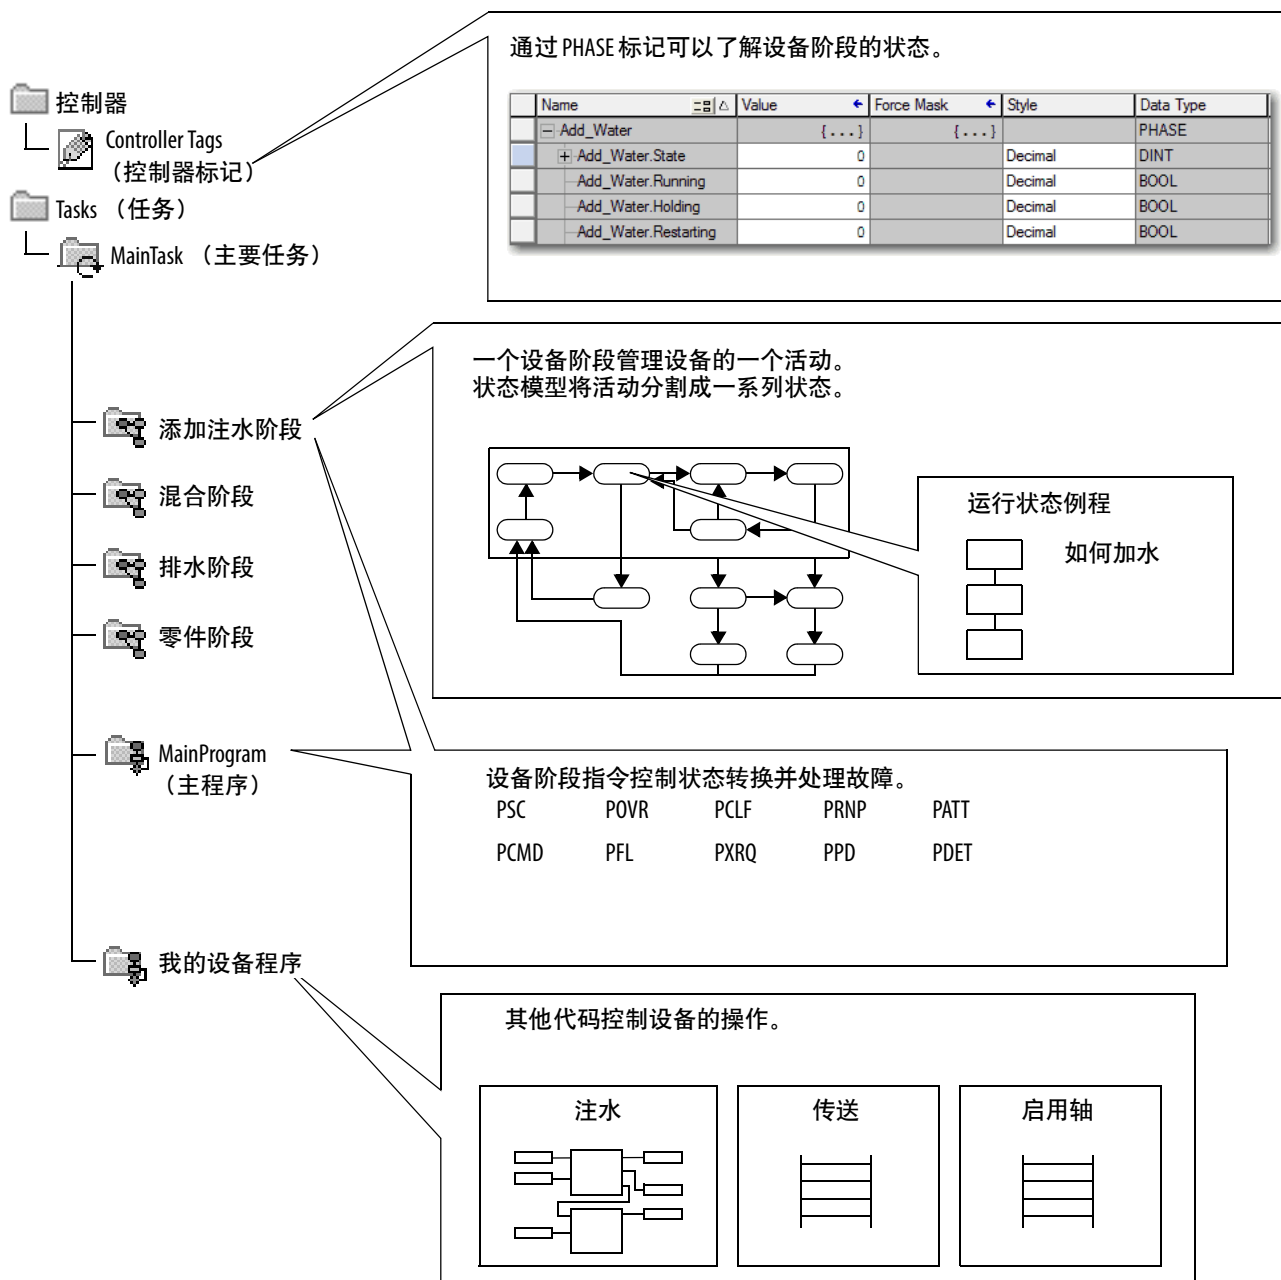 通过 PHASE 标记可以了解设备阶段的状态。
Name Value Force Mask Style Data Type
Add_Water {...} {...} PHASE
Add_Water.State 0 Decimal DINT
Add_Water.Running 0 Decimal BOOL
Add_Water.Holding 0 Decimal BOOL
Add_Water.Restarting 0 Decimal BOOL
控制器
Controller Tags
（控制器标记）
Tasks （任务）
MainTask （主要任务）
一个设备阶段管理设备的一个活动。
状态模型将活动分割成一系列状态。
添加注水阶段
混合阶段
排水阶段
零件阶段
运行状态例程
如何加水
MainProgram
（主程序）
设备阶段指令控制状态转换并处理故障。
PSC POVR PCLF PRNP PATT
PCMD PFL PXRQ PPD PDET
我的设备程序
其他代码控制设备的操作。
注水
传送
启用轴